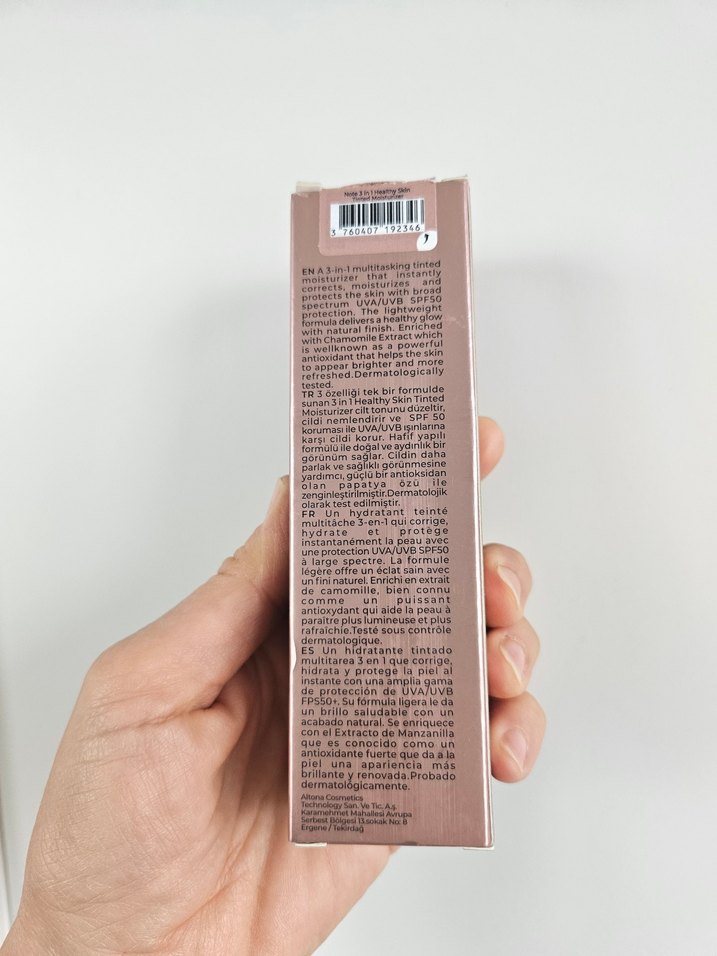 Note 3 in 1 Healthy Skin
Tinted Moisturizer
3 760407 192346
EN A 3-in-1 multitasking tinted
moisturizer that instantly
corrects, moisturizes and
protects the skin with broad
spectrum UVA/UVB SPF50
protection. The lightweight
formula delivers a healthy glow
with natural finish. Enriched
with Chamomile Extract which
is wellknown as a powerful
antioxidant that helps the skin
to appear brighter and more
refreshed.Dermatologically
tested.
TR 3 özelliği tek bir formulde
sunan 3 in 1 Healthy Skin Tinted
Moisturizer cilt tonunu düzeltir,
cildi nemlendirir ve SPF 50
koruması ile UVA/UVB ışınlarına
karşı cildi korur. Hafif yapılı
formülü ile doğal ve aydınlık bir
görünüm sağlar. Cildin daha
parlak ve sağlıklı görünmesine
yardımcı, güçlü bir antioksidan
olan papatya özü ile
zenginleştirilmiştir.Dermatolojik
olarak test edilmiştir.
FR Un hydratant teinté
multitâche 3-en-1 qui corrige,
hydrate et protège
instantanément la peau avec
une protection UVA/UVB SPF50
à large spectre. La formule
légère offre un éclat sain avec
un fini naturel. Enrichi en extrait
de camomille, bien connu
comme un puissant
antioxydant qui aide la peau à
paraître plus lumineuse et plus
rafraîchie.Testé sous contrôle
dermatologique.
ES Un hidratante tintado
multitarea 3 en 1 que corrige,
hidrata y protege la piel al
instante con una amplia gama
de protección de UVA/UVB
FPS50+. Su fórmula ligera le da
un brillo saludable con un
acabado natural. Se enriquece
con el Extracto de Manzanilla
que es conocido como un
antioxidante fuerte que da a la
piel una apariencia más
brillante y renovada.Probado
dermatológicamente.
Altona Cosmetics
Technology San. Ve Tic. A.ş.
Karamehmet Mahallesi Avrupa
Serbest Bölgesi 13.sokak No: 8
Ergene / Tekirdağ